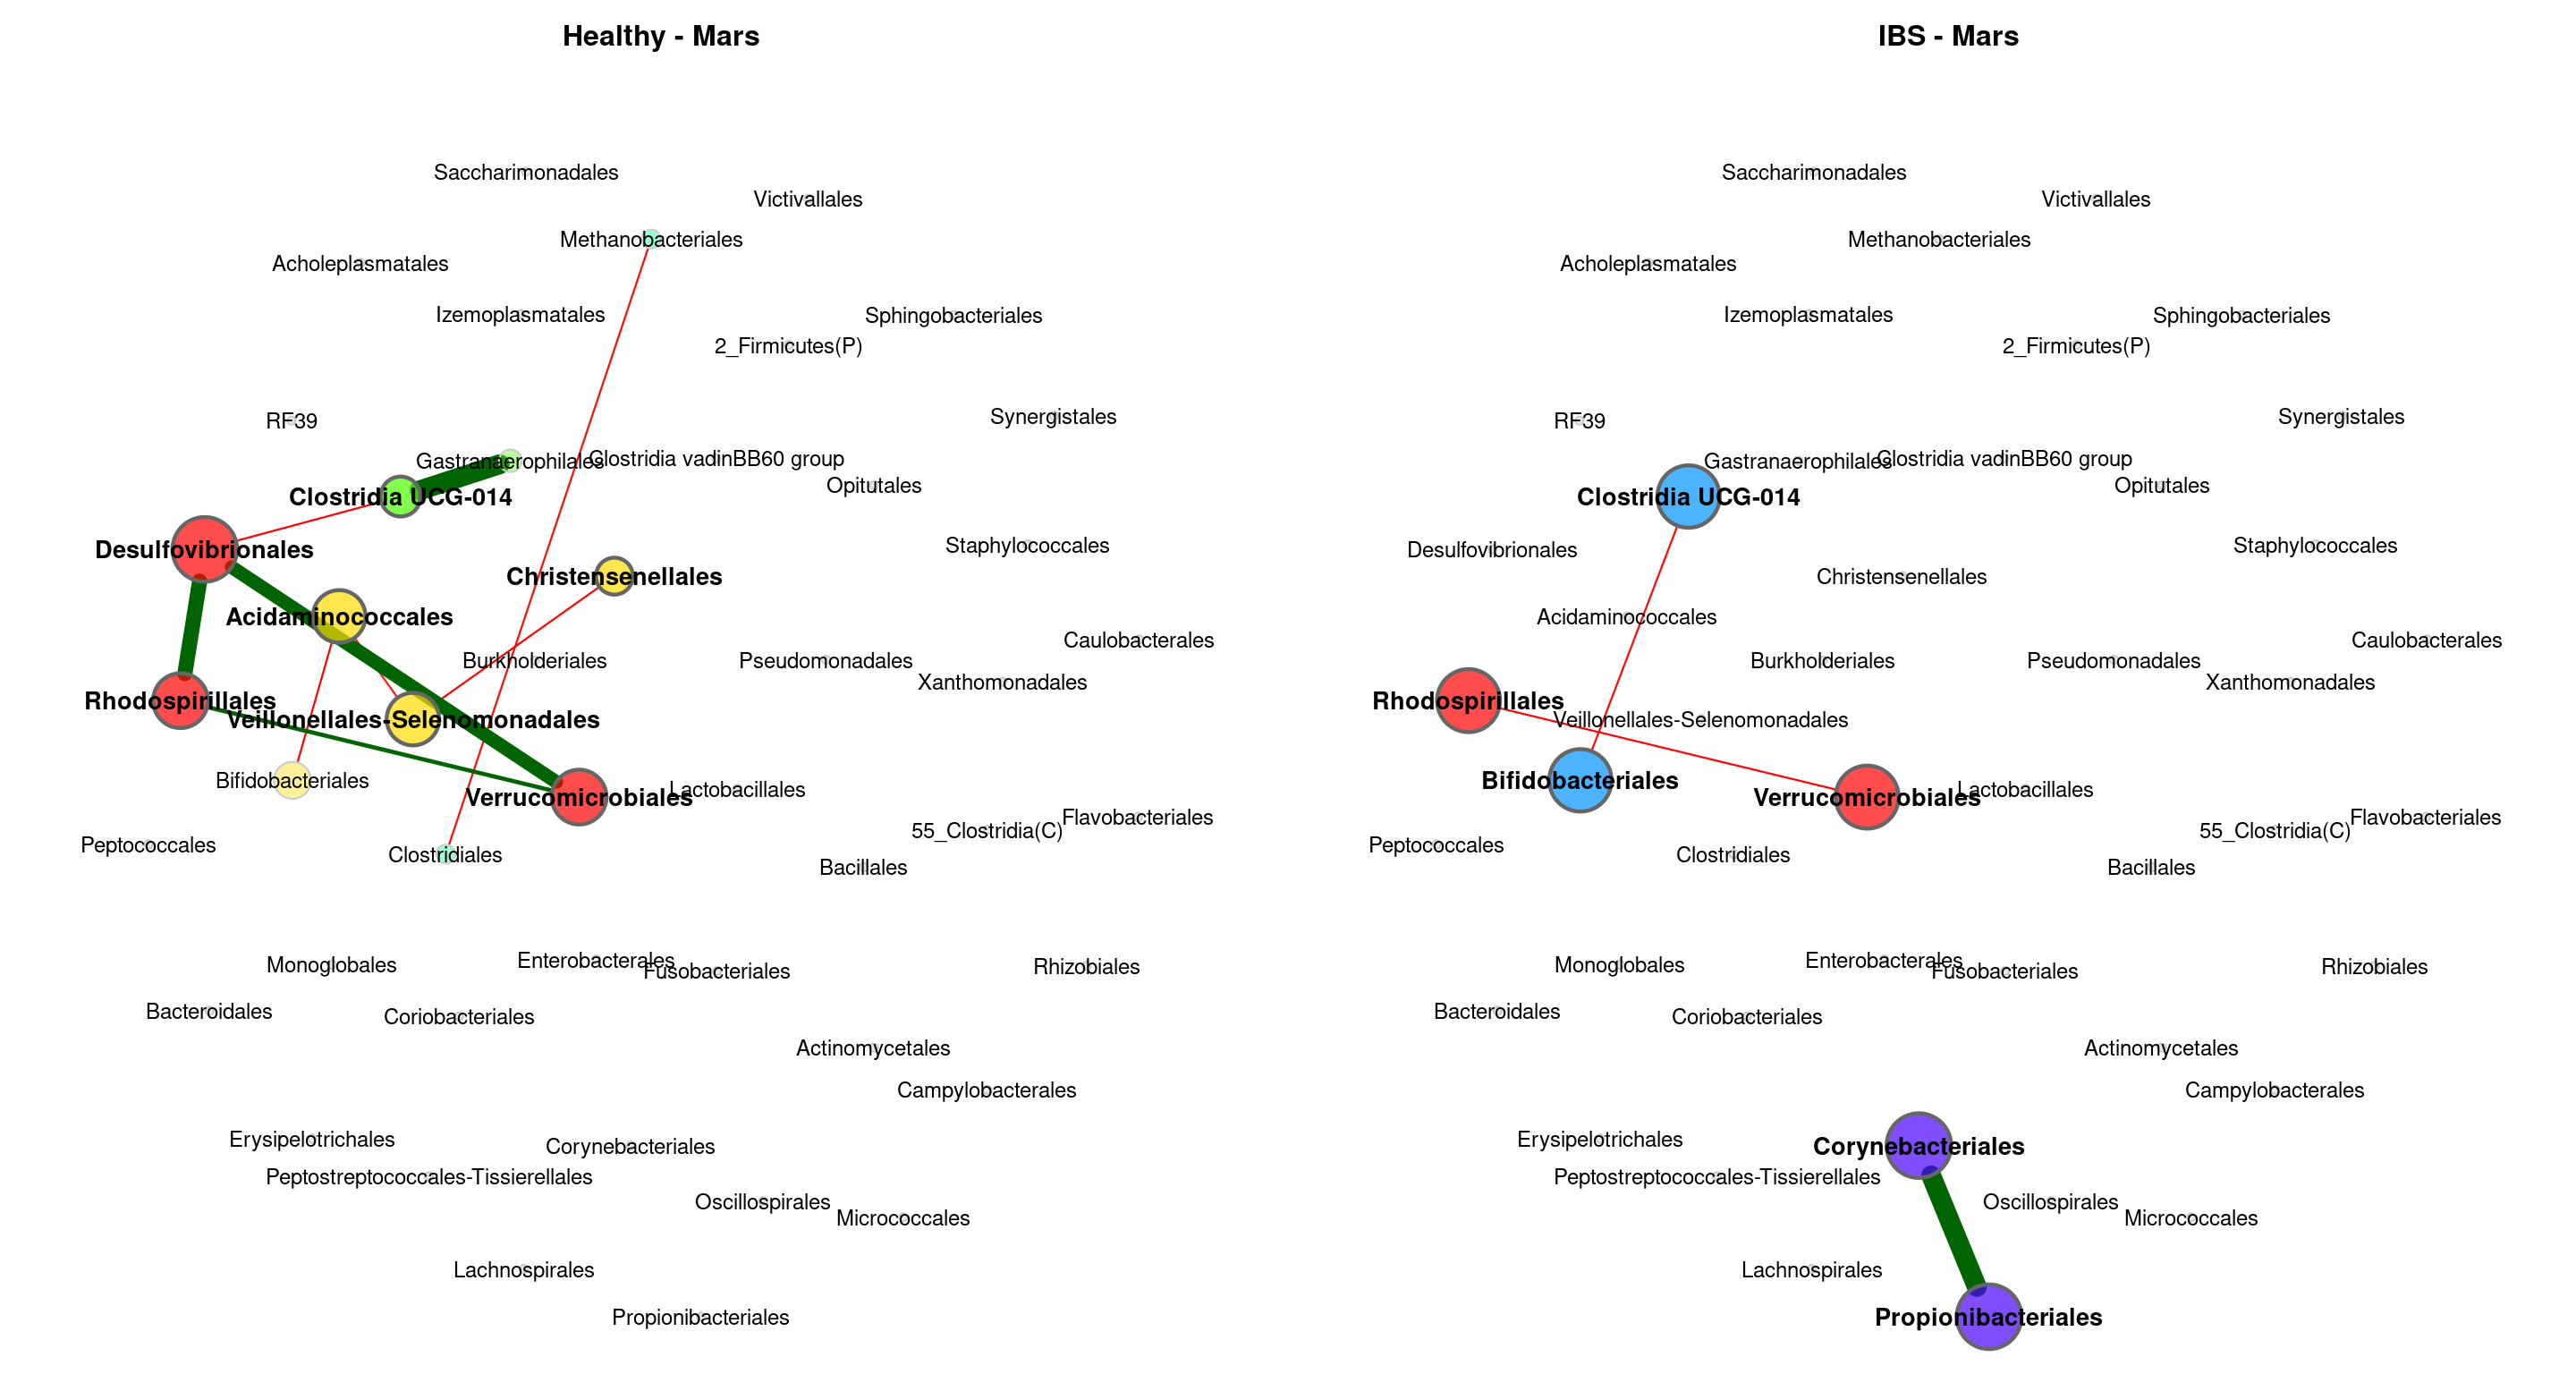 Healthy - Mars
Saccharimonadales
Victivallales
Methanobacteriales
Acholeplasmatales
Izemoplasmatales
Sphingobacteriales
2_Firmicutes(P)
RF39
Synergistales
Gastranaerophilales
Clostridia vadinBB60 group
Opitutales
Clostridia UCG-014
Desulfovibrionales
Staphylococcales
Christensenellales
Acidaminococcales
Caulobacterales
Burkholderiales
Pseudomonadales
Xanthomonadales
Rhodospirillales
Veillonellales-Selenomonadales
Bifidobacteriales
Verrucomicrobiales
Lactobacillales
Flavobacteriales
55_Clostridia(C)
Peptococcales
Clostridiales
Bacillales
Monoglobales
Enterobacterales
Fusobacteriales
Rhizobiales
Bacteroidales
Coriobacteriales
Actinomycetales
Campylobacterales
Erysipelotrichales
Corynebacteriales
Peptostreptococcales-Tissierellales
Oscillospirales
Micrococcales
Lachnospirales
Propionibacteriales
IBS - Mars
Saccharimonadales
Victivallales
Methanobacteriales
Acholeplasmatales
Izemoplasmatales
Sphingobacteriales
2_Firmicutes(P)
RF39
Synergistales
Gastranaerophilales
Clostridia vadinBB60 group
Opitutales
Clostridia UCG-014
Desulfovibrionales
Staphylococcales
Christensenellales
Acidaminococcales
Caulobacterales
Burkholderiales
Pseudomonadales
Xanthomonadales
Rhodospirillales
Veillonellales-Selenomonadales
Bifidobacteriales
Verrucomicrobiales
Lactobacillales
Flavobacteriales
55_Clostridia(C)
Peptococcales
Clostridiales
Bacillales
Monoglobales
Enterobacterales
Fusobacteriales
Rhizobiales
Bacteroidales
Coriobacteriales
Actinomycetales
Campylobacterales
Erysipelotrichales
Corynebacteriales
Peptostreptococcales-Tissierellales
Oscillospirales
Micrococcales
Lachnospirales
Propionibacteriales